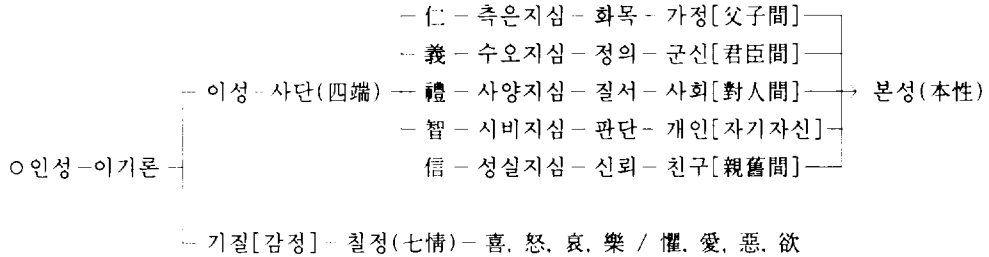 ― 仁 ― 측은지심 ― 화목 ― 가정[父子間]
― 義 ― 수오지심 ― 정의 ― 군신[君臣間]
― 이성 ― 사단(四端) ― 禮 ― 사양지심 ― 질서 ― 사회[對人間] → 본성(本性)
― 智 ― 시비지심 ― 판단 ― 개인[자기자신]
信 ― 성실지심 ― 신뢰 ― 친구[親舊間]
○인성 ― 이기론
― 기질[감정] ― 칠정(七情) ― 喜, 怒, 哀, 樂 / 懼, 愛, 惡, 欲